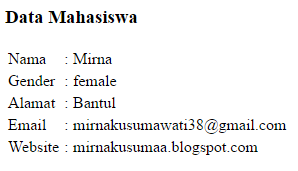 Data Mahasiswa
Nama : Mirna
Gender : female
Alamat : Bantul
Email : mirnakusumawati38@gmail.com
Website : mirnakusumaa.blogspot.com